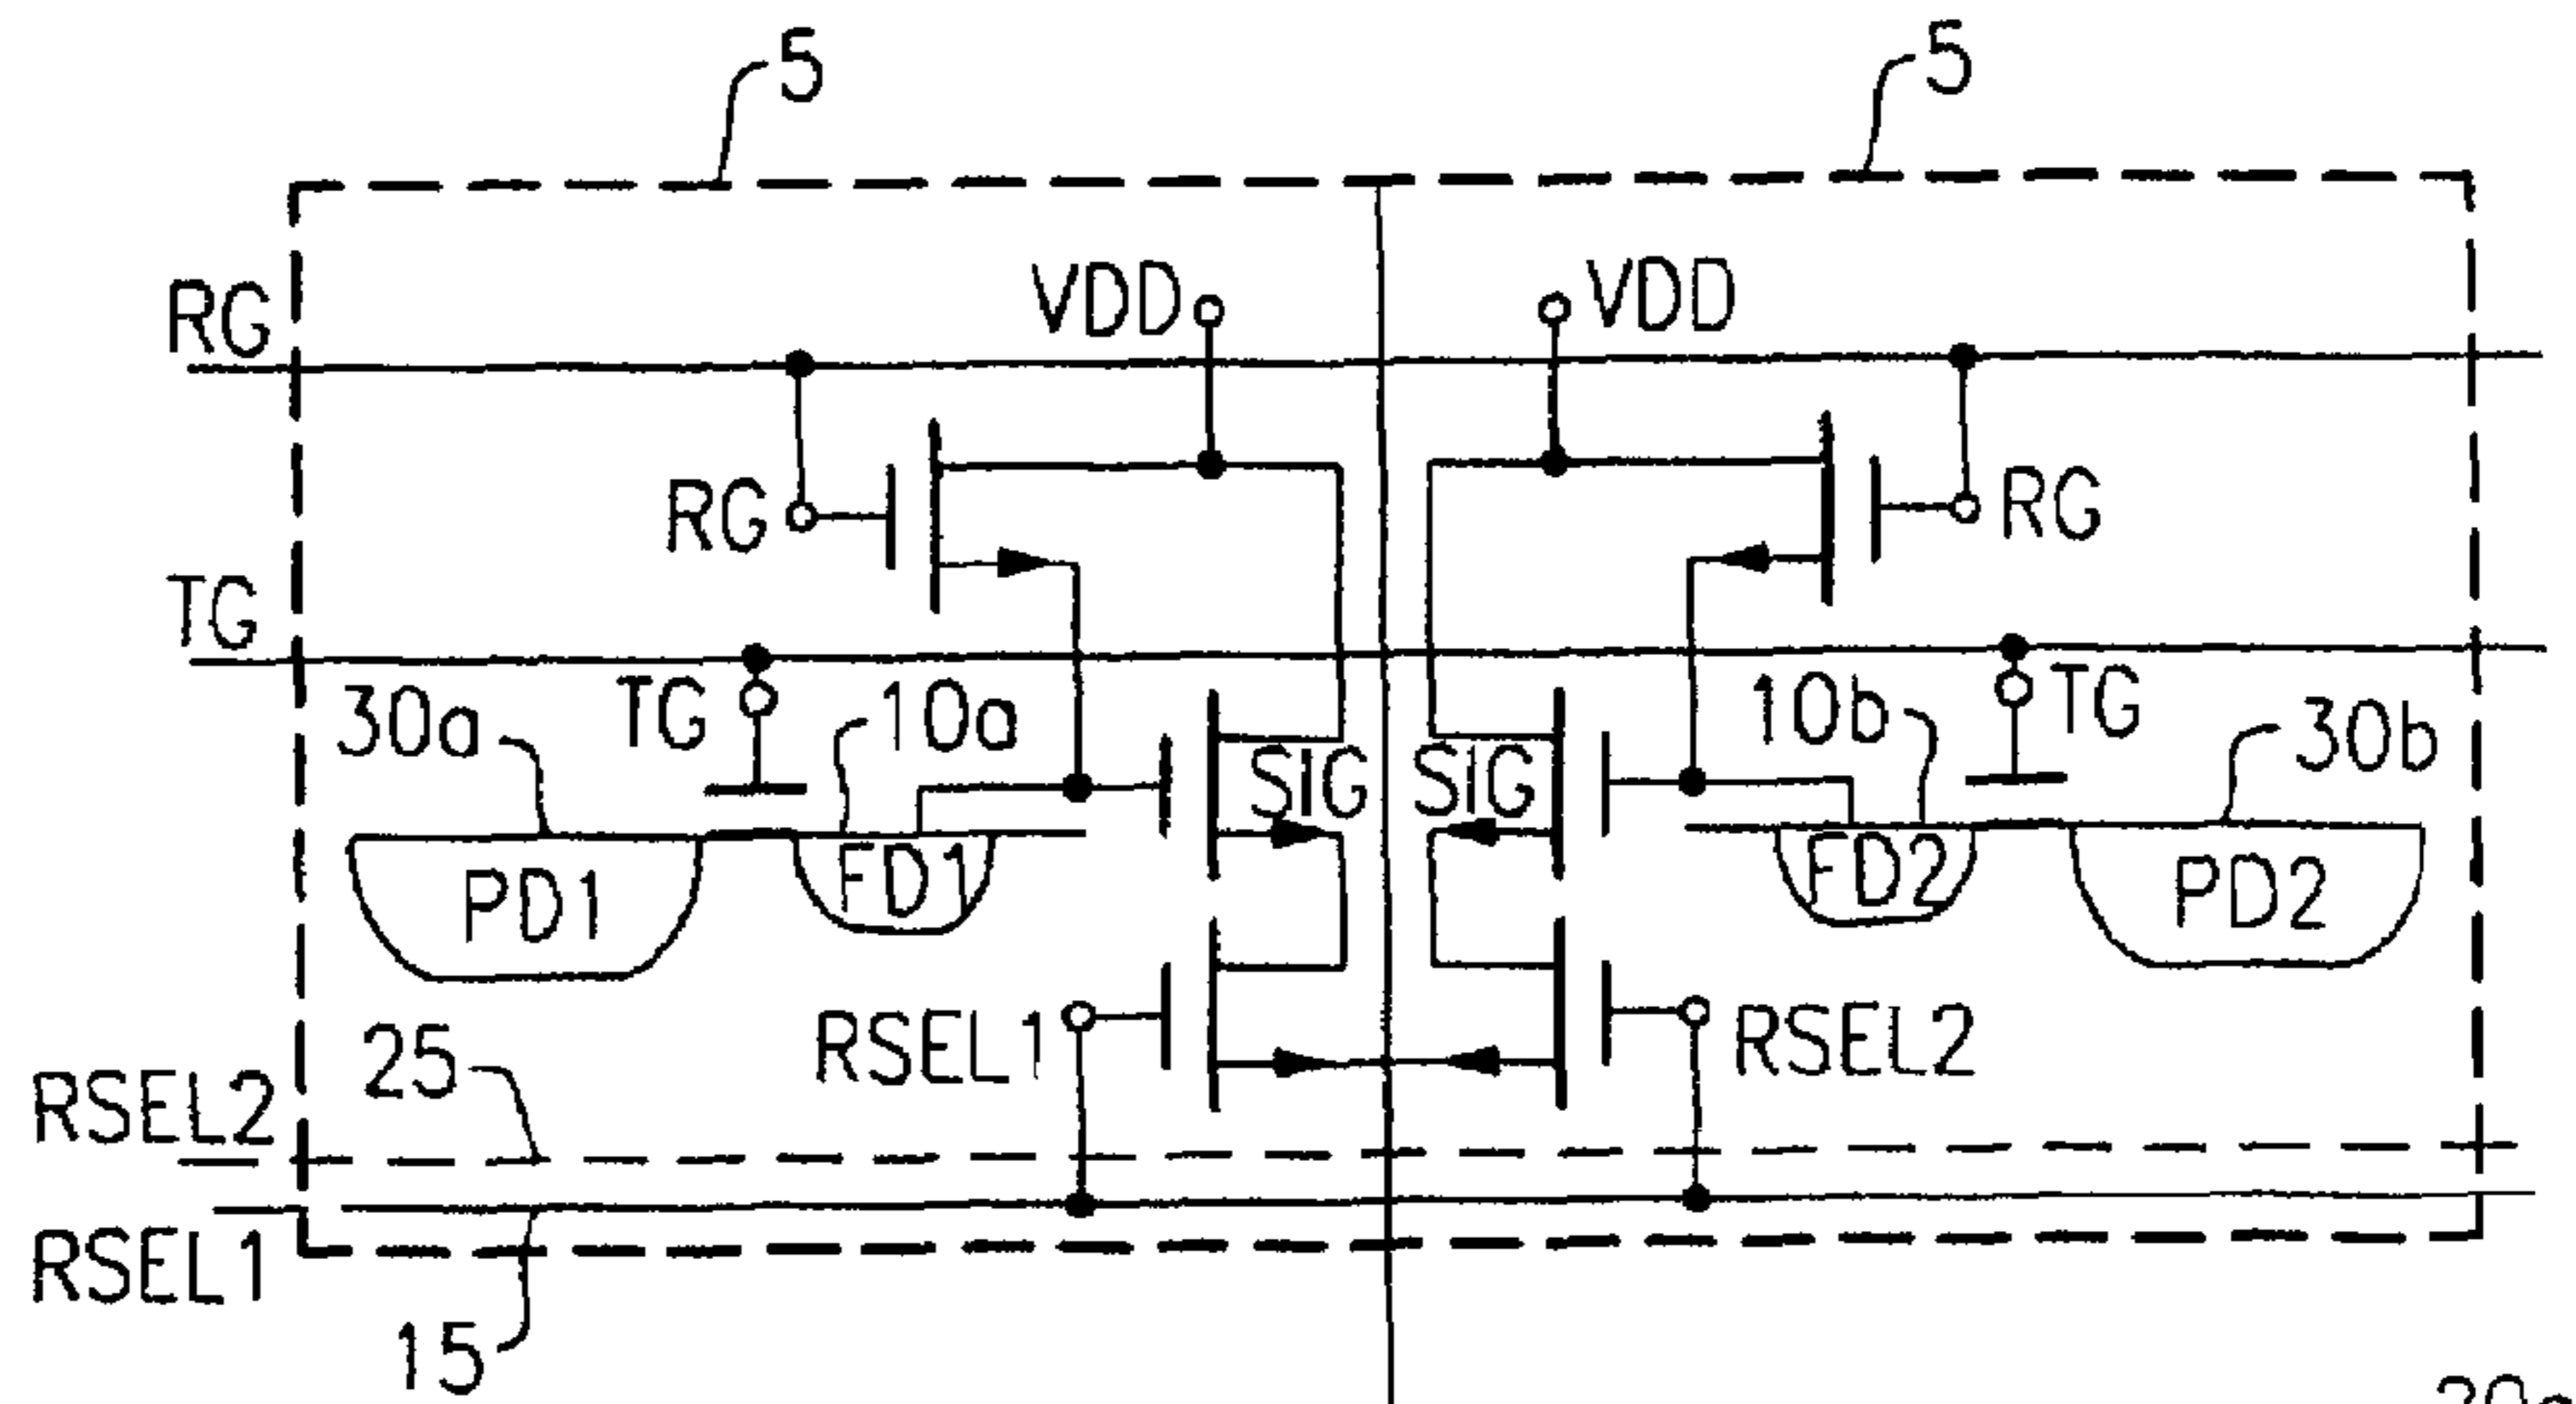 5 5
VDD VDD
RG
RG RG
TG
30a TG 10a 10b TG 30b
SIG SIG
PD1 FD1 FD2 PD2
RSEL1 RSEL2
RSEL2 25
RSEL1
15